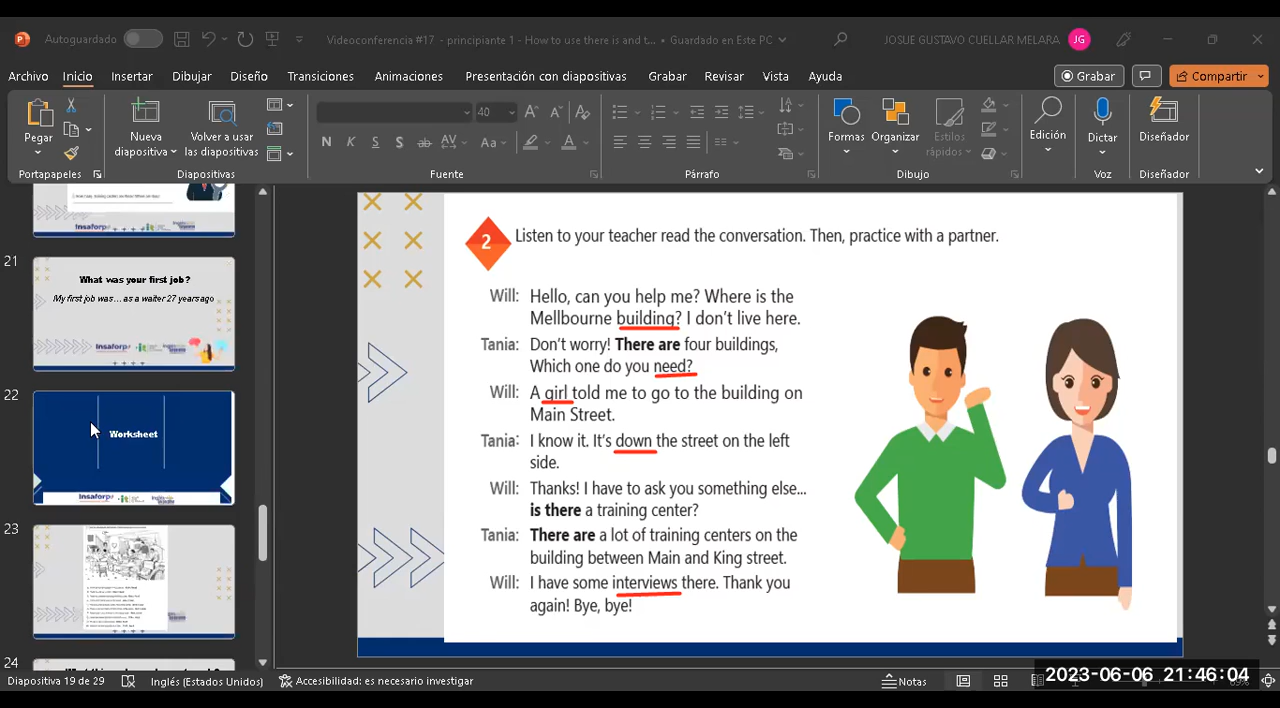 Autoguardado
Videoconferencia #17 - principiante 1 - How to use there is and t... • Guardado en Este PC
JOSUE GUSTAVO CUELLAR MELARA
JG
Archivo Inicio Insertar Dibujar Diseño Transiciones Animaciones Presentación con diapositivas Grabar Revisar Vista Ayuda
Grabar
Compartir
40
Pegar
Nueva diapositiva
Volver a usar las diapositivas
N K S S ab AV Aa
Formas
Organizar
Estilos rápidos
Edición
Dictar
Diseñador
Portapapeles
Diapositivas
Fuente
Párrafo
Dibujo
Voz
Diseñador
insaforp
21
What was your first job?
My first job was... as a waiter 27 years ago
insaforp
22
Worksheet
insaforp
23
insaforp
24
2
Listen to your teacher read the conversation. Then, practice with a partner.
Will: Hello, can you help me? Where is the
Mellbourne building? I don't live here.
Tania: Don't worry! There are four buildings,
Which one do you need?
Will: A girl told me to go to the building on
Main Street.
Tania: I know it. It's down the street on the left
side.
Will: Thanks! I have to ask you something else...
is there a training center?
Tania: There are a lot of training centers on the
building between Main and King street.
Will: I have some interviews there. Thank you
again! Bye, bye!
Diapositiva 19 de 29
Inglés (Estados Unidos)
Accesibilidad: es necesario investigar
Notas
2023-06-06 21:46:04